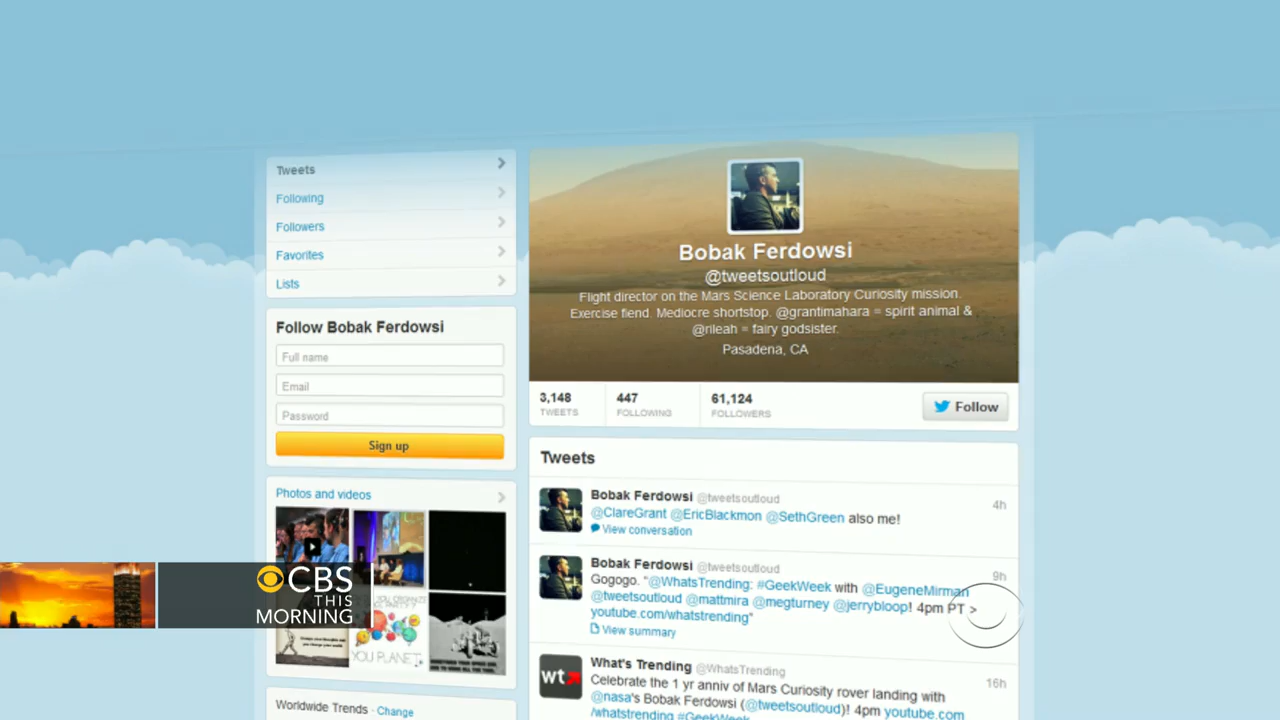 Tweets
Following
Followers
Favorites
Lists
Follow Bobak Ferdowsi
Full name
Email
Password
Sign up
Photos and videos
YOU PLANET
Worldwide Trends · Change
CBS
THIS
MORNING
Bobak Ferdowsi
@tweetsoutloud
Flight director on the Mars Science Laboratory Curiosity mission.
Exercise fiend. Mediocre shortstop. @grantimahara = spirit animal &
@rileah = fairy godsister.
Pasadena, CA
3,148
TWEETS
447
FOLLOWING
61,124
FOLLOWERS
Follow
Tweets
Bobak Ferdowsi @tweetsoutloud 4h
@ClareGrant @EricBlackmon @SethGreen also me!
View conversation
Bobak Ferdowsi @tweetsoutloud 9h
Gogogo. "@WhatsTrending: #GeekWeek with @EugeneMirman
@tweetsoutloud @mattmira @megturney @jerrybloop! 4pm PT >
youtube.com/whatstrending"
View summary
wt
What's Trending @WhatsTrending 16h
Celebrate the 1 yr anniv of Mars Curiosity rover landing with
@nasa's Bobak Ferdowsi (@tweetsoutloud)! 4pm youtube.com
/whatstrending #GeekWeek